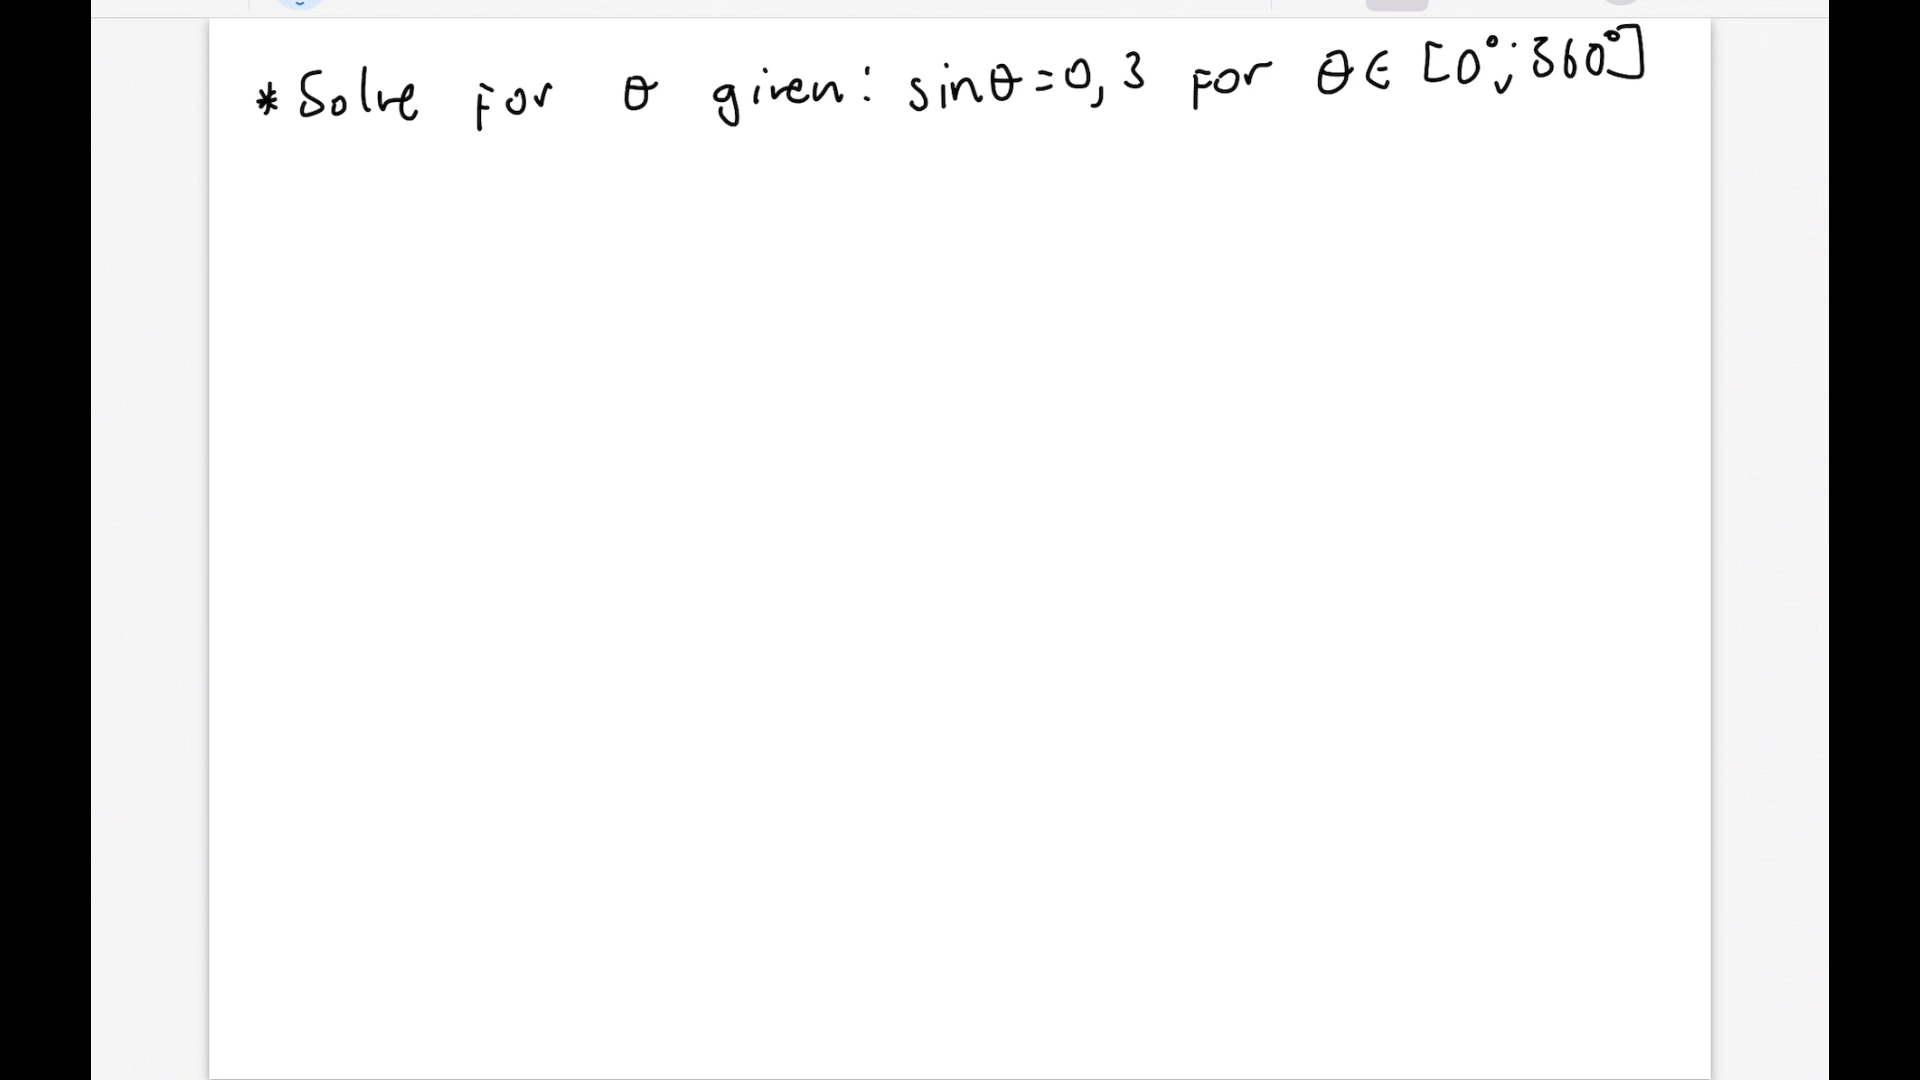 * Solve for θ given: sinθ=0,3 for θ∈ [0°; 360°]